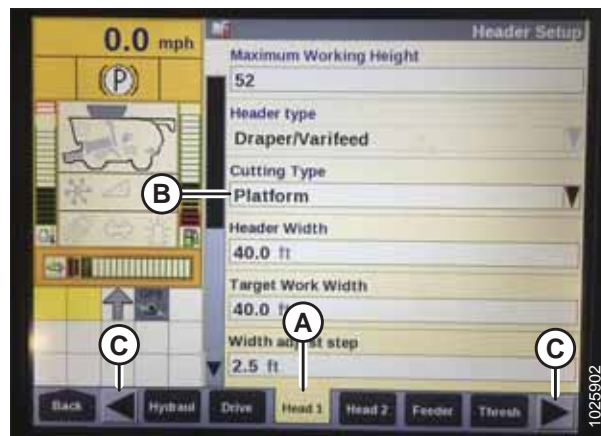 0.0 mph
(P)
Header Setup
Maximum Working Height
52
Header type
Draper/Varifeed
Cutting Type
B
Platform
Header Width
40.0 ft
Target Work Width
40.0 ft
A
Width adjust step
2.5 ft
C
C
Back
Hydraul
Drive
Head 1
Head 2
Feeder
Thresh
1025902